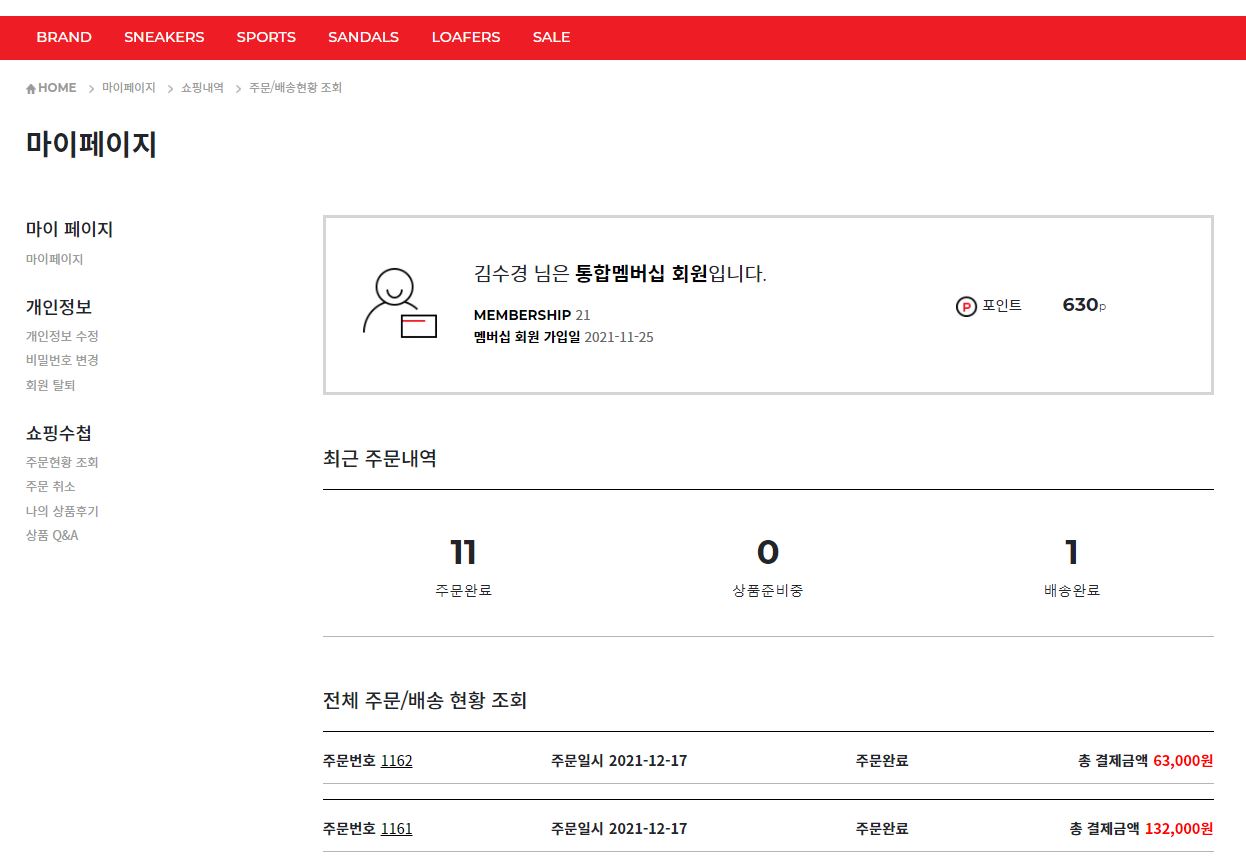 BRAND SNEAKERS SPORTS SANDALS LOAFERS SALE
HOME > 마이페이지 > 쇼핑내역 > 주문/배송현황 조회
마이페이지
마이 페이지
마이페이지
개인정보
개인정보 수정
비밀번호 변경
회원 탈퇴
쇼핑수첩
주문현황 조회
주문 취소
나의 상품후기
상품 Q&A
김수경 님은 통합멤버십 회원입니다.
MEMBERSHIP 21
멤버십 회원 가입일 2021-11-25
P 포인트 630p
최근 주문내역
11 0 1
주문완료 상품준비중 배송완료
전체 주문/배송 현황 조회
주문번호 1162 주문일시 2021-12-17 주문완료 총 결제금액 63,000원
주문번호 1161 주문일시 2021-12-17 주문완료 총 결제금액 132,000원